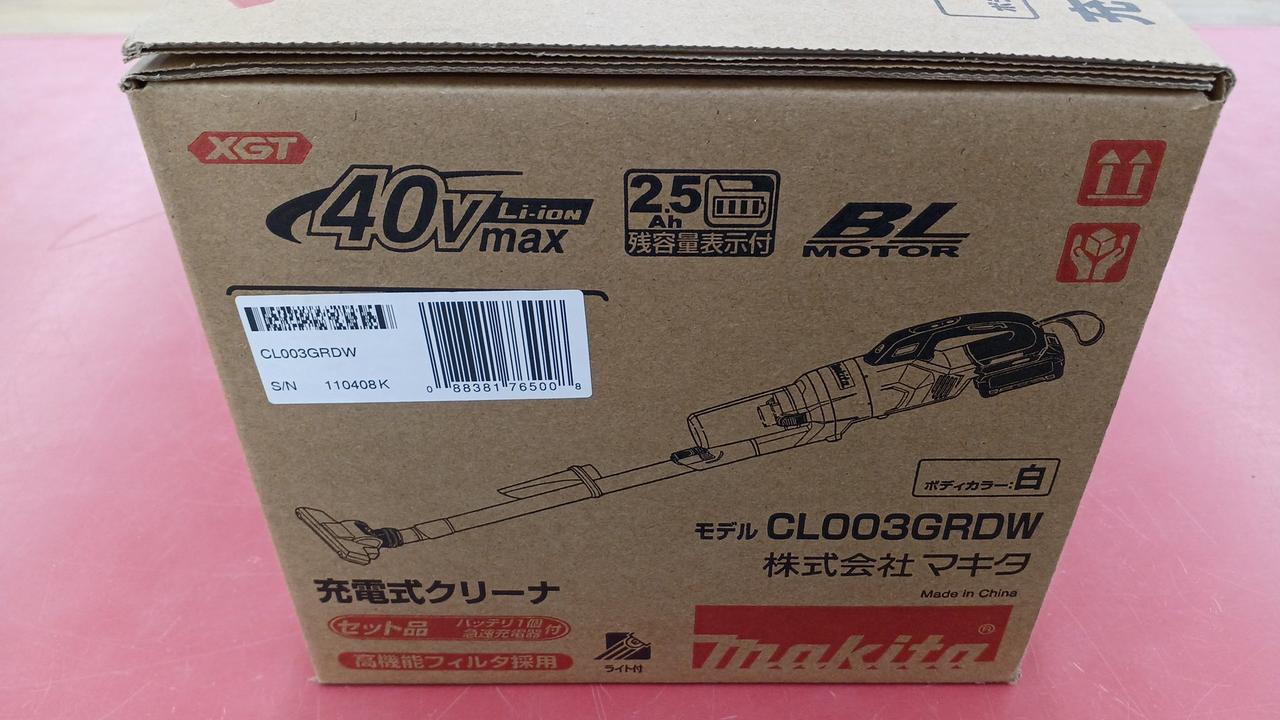 充
XGT
40V Li-ion
max
2.5
Ah
残容量表示付
BL
MOTOR
CL003GRDW
S/N 110408K
0 88381 76500 8
makita
ボディカラー:白
モデル CL003GRDW
株式会社 マキタ
Made in China
充電式クリーナ
セット品 バッテリ1個
急速充電器付
高機能フィルタ採用
ライト付
makita®